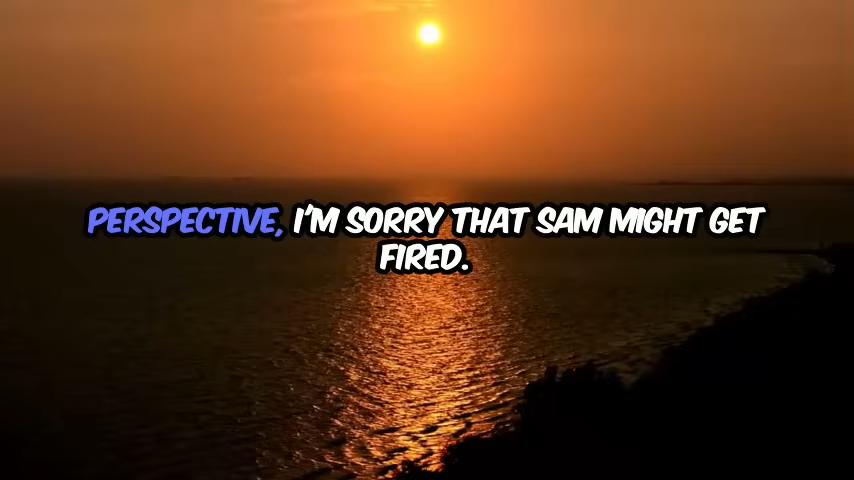 PERSPECTIVE, I'M SORRY THAT SAM MIGHT GET
FIRED.